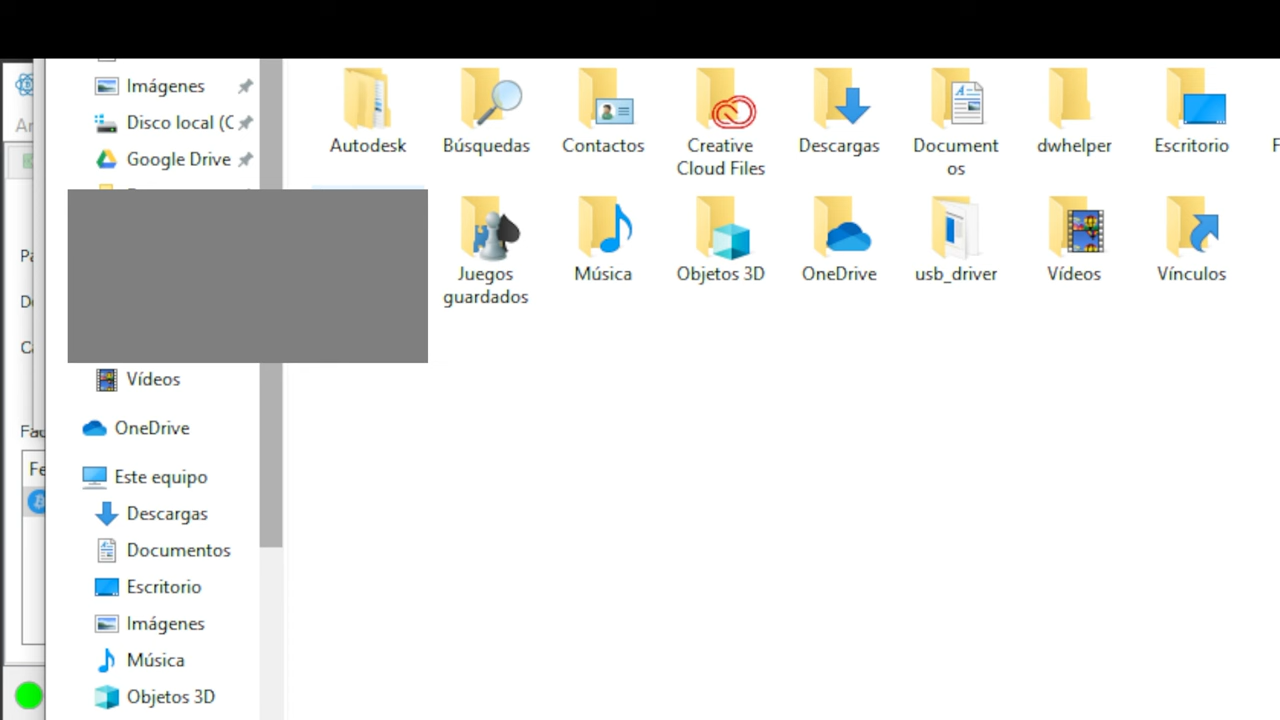 Imágenes
Disco local (C
Google Drive
Vídeos
OneDrive
Este equipo
Descargas
Documentos
Escritorio
Imágenes
Música
Objetos 3D
Autodesk
Búsquedas
Contactos
Creative
Cloud Files
Descargas
Document
os
dwhelper
Escritorio
Juegos
guardados
Música
Objetos 3D
OneDrive
usb_driver
Vídeos
Vínculos